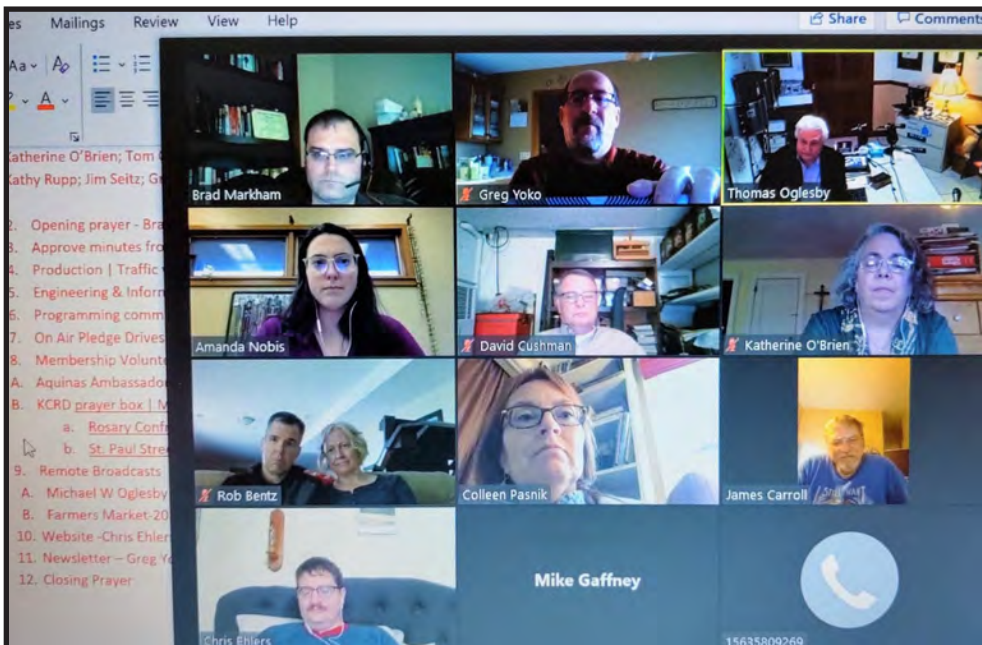 es Mailings Review View Help
Share Comments
Aa A
A
Katherine O'Brien; Tom
Kathy Rupp; Jim Seitz; Gr
2. Opening prayer - Bra
3. Approve minutes fro
4. Production | Traffic
5. Engineering & Inform
6. Programming comm
7. On Air Pledge Drives
8. Membership Volunte
A. Aquinas Ambassado
B. KCRD prayer box | M
a. Rosary Confr
b. St. Paul Stree
9. Remote Broadcasts
A. Michael W Oglesby
B. Farmers Market-20
10. Website -Chris Ehler
11. Newsletter – Greg Yo
12. Closing Prayer
Brad Markham
Greg Yoko
Thomas Oglesby
Amanda Nobis
David Cushman
Katherine O'Brien
Rob Bentz
Colleen Pasnik
James Carroll
Chris Ehlers
Mike Gaffney
15635809269